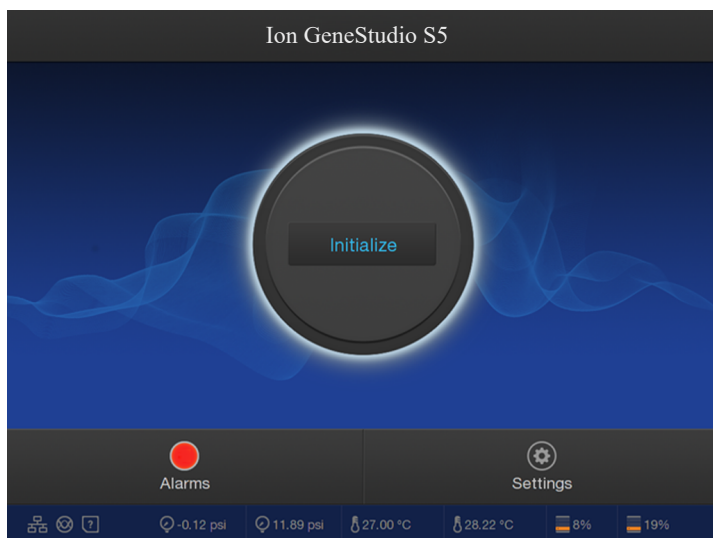 Ion GeneStudio S5
Initialize
Alarms
Settings
? -0.12 psi 11.89 psi 27.00 °C 28.22 °C 8% 19%